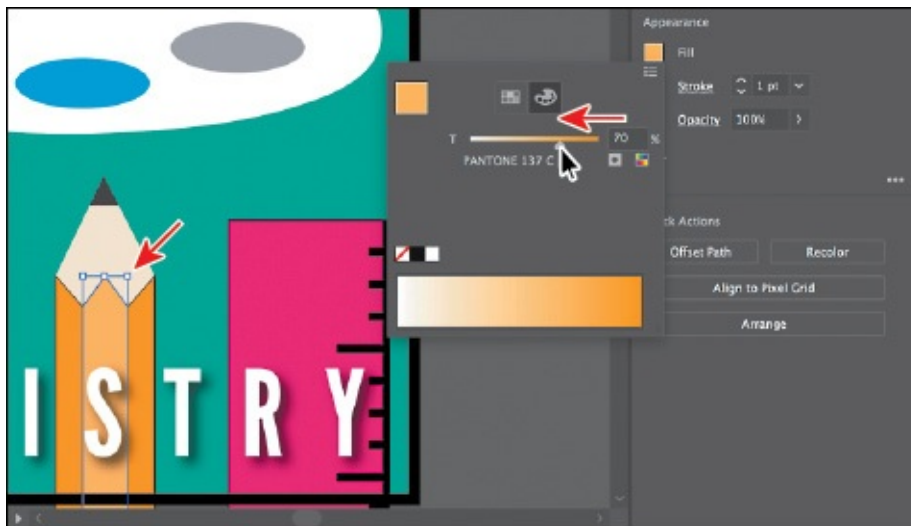 Appearance
Fill
Stroke 1 pt
Opacity 100%
T 70 %
PANTONE 137 C
ck Actions
Offset Path Recolor
Align to Pixel Grid
Arrange
ISTRY